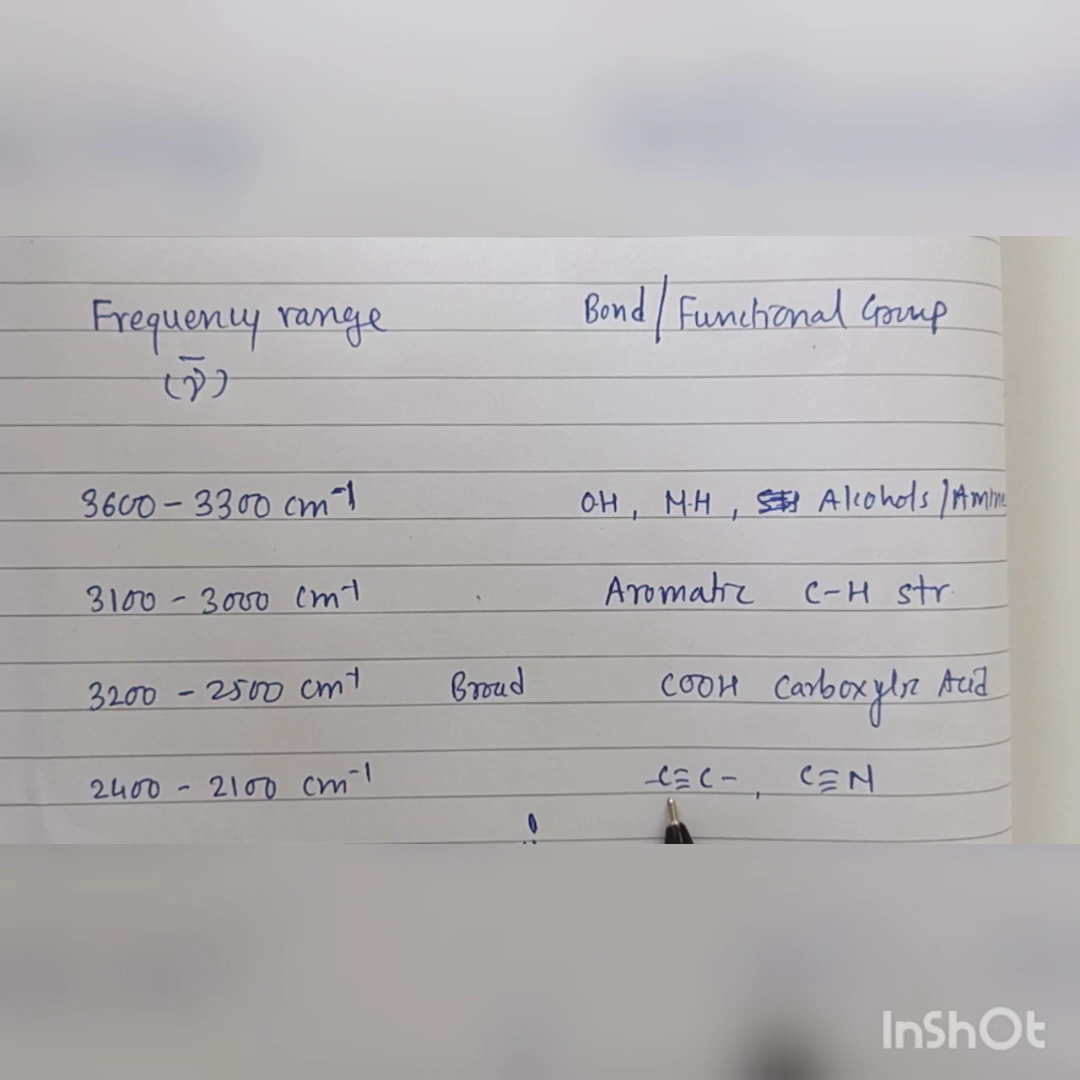 Frequency range Bond / Functional Group
(ν̅)
3600 - 3300 cm⁻¹ OH, N-H, Alcohols / Amine
3100 - 3000 cm⁻¹ Aromatic C-H str.
3200 - 2500 cm⁻¹ Broad COOH Carboxylic Acid
2400 - 2100 cm⁻¹ -C≡C-, C≡N
InShOt